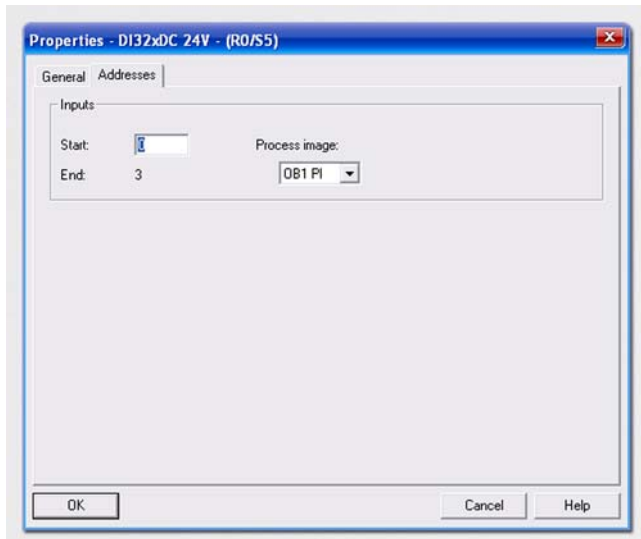 Properties - DI32xDC 24V - (R0/S5)
General Addresses
Inputs
Start: 0 Process image:
End: 3 OB1 PI
OK Cancel Help